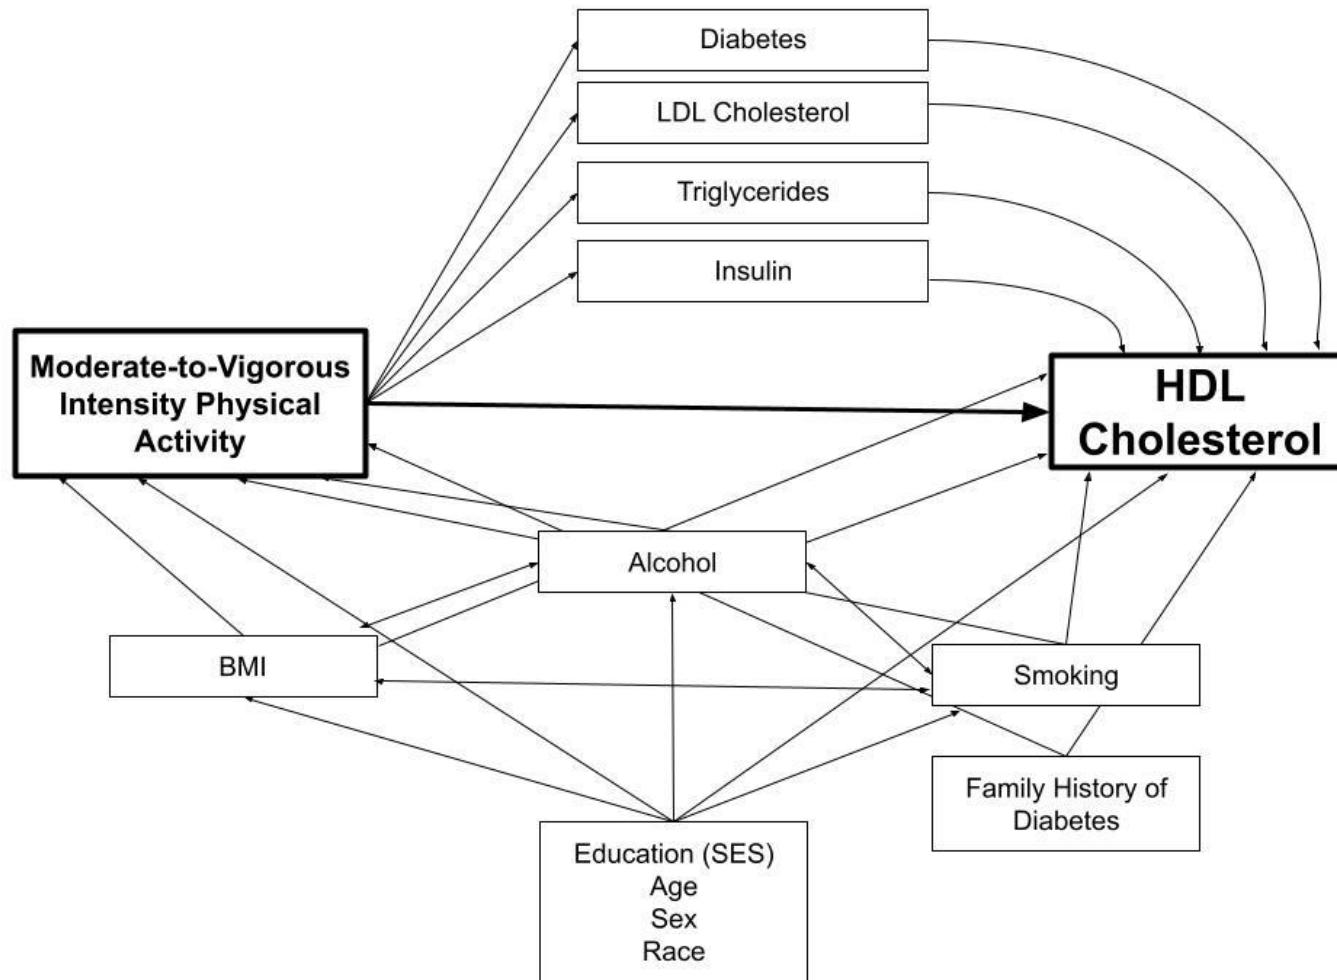 Diabetes
LDL Cholesterol
Triglycerides
Insulin
Moderate-to-Vigorous
Intensity Physical
Activity
HDL
Cholesterol
Alcohol
BMI
Smoking
Family History of
Diabetes
Education (SES)
Age
Sex
Race